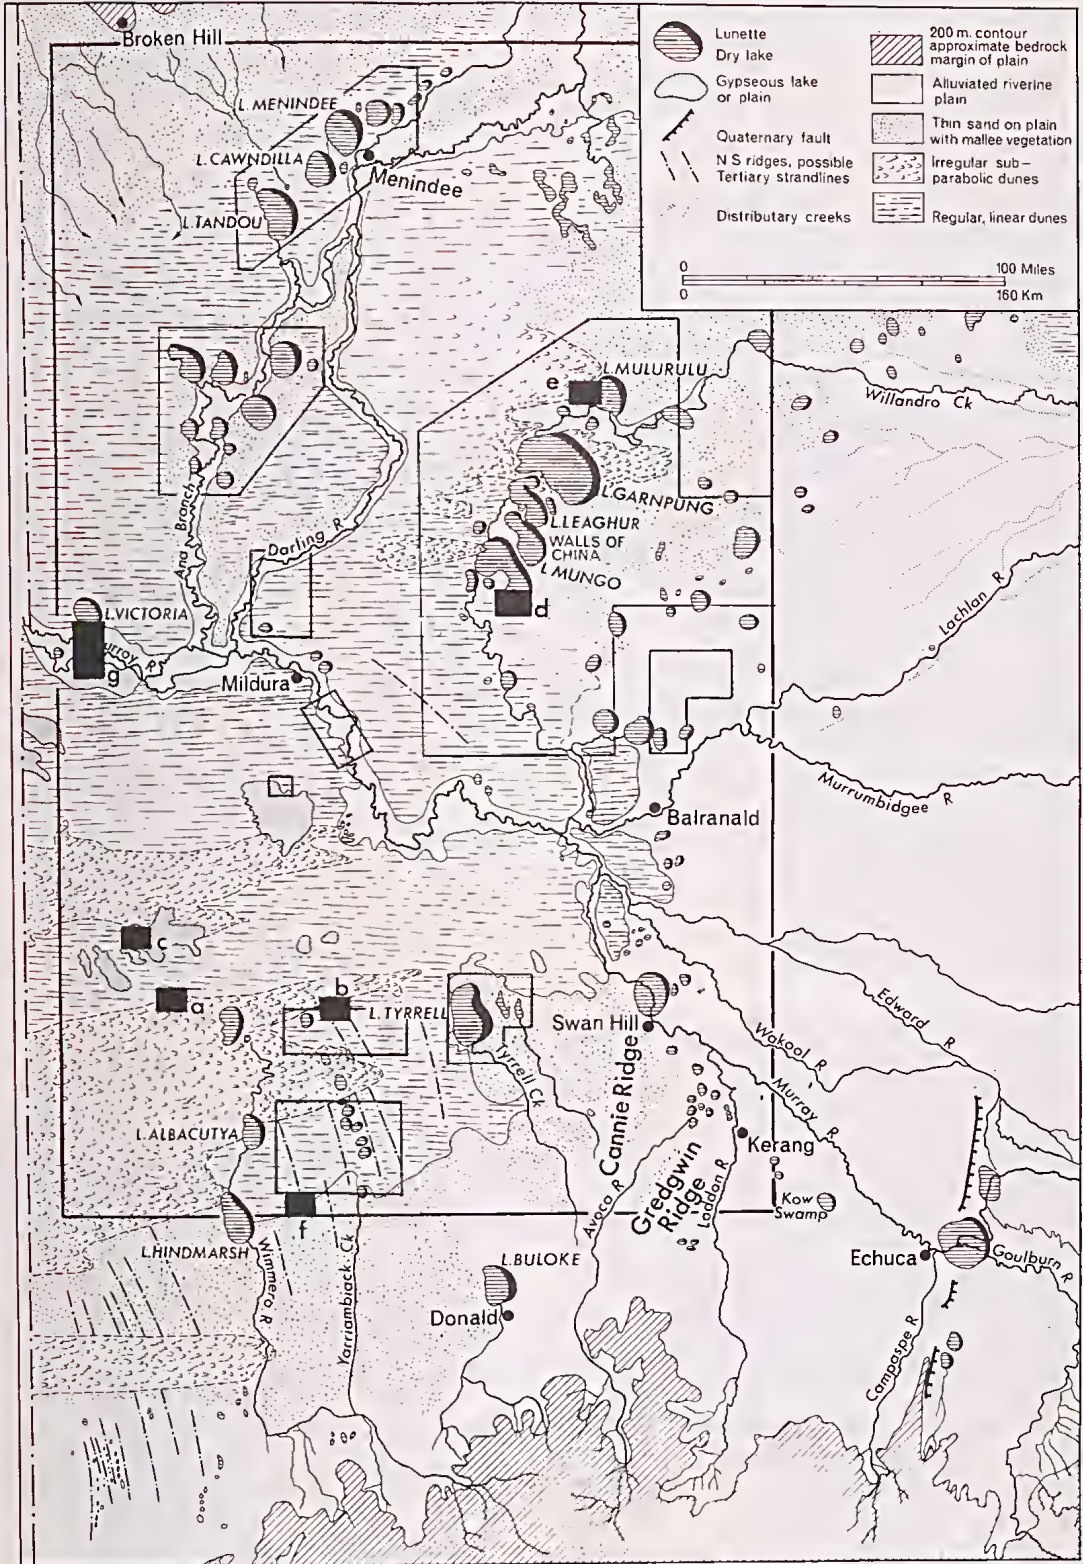 Broken Hill
L. MENINDEE
L. CAWNDILLA
Menindee
L. TANDOU
Lunette
Dry lake
Gypseous lake
or plain
Quaternary fault
N S ridges, possible
Tertiary strandlines
Distributary creeks
200 m. contour
approximate bedrock
margin of plain
Alluviated riverine
plain
Thin sand on plain
with mallee vegetation
Irregular sub–
parabolic dunes
Regular, linear dunes
0 100 Miles
0 160 Km
L. MULURULU
e
Willandro Ck
L. GARNPUNG
L. LEAGHUR
WALLS OF
CHINA
L. MUNGO
d
Ana Branch
Darling R
Lachlan R
L. VICTORIA
Murray R
g
Mildura
Murrumbidgee R
Balranald
c
a
b
L. TYRRELL
Tyrrell Ck
Swan Hill
Cannie Ridge
Edward R
Wakool R
Murray R
L. ALBACUTYA
Kerang
Avoca R
Gredgwin
Ridge
Loddon R
Kow
Swamp
f
L. HINDMARSH
Wimmera R
Yarriambiack Ck
L. BULOKE
Donald
Echuca
Goulburn R
Campaspe R